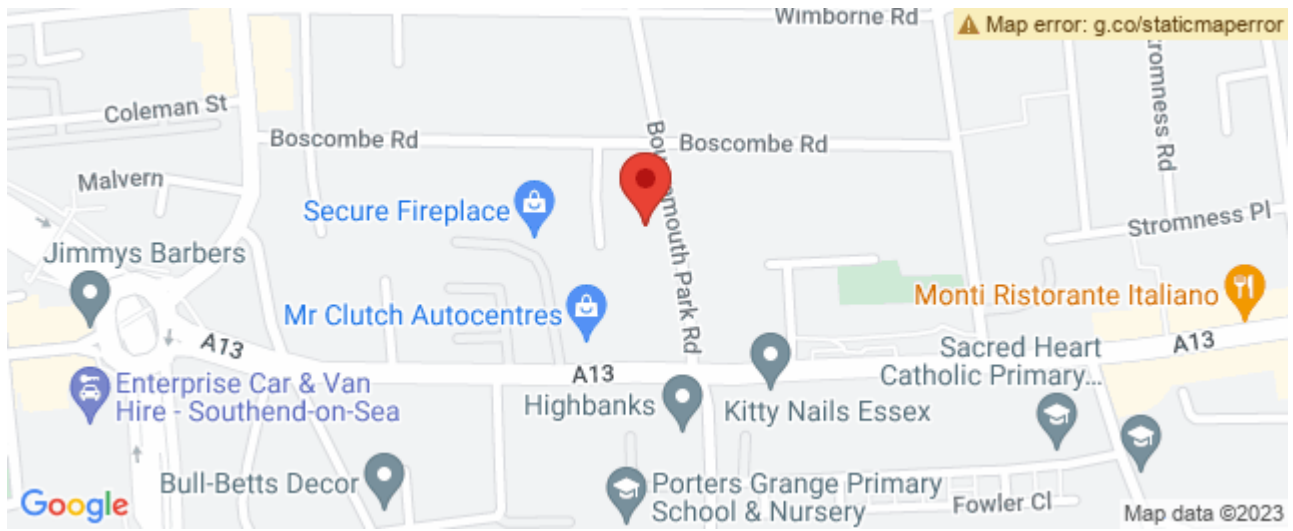 Wimborne Rd
Map error: g.co/staticmaperror
Coleman St
Boscombe Rd
Boscombe Rd
Malvern
Secure Fireplace
Stromness Pl
Jimmys Barbers
Park Rd
Monti Ristorante Italiano
Mr Clutch Autocentres
A13
A13
A13
Sacred Heart
Catholic Primary...
Enterprise Car & Van
Hire - Southend-on-Sea
Highbanks
Kitty Nails Essex
Bull-Betts Decor
Porters Grange Primary
School & Nursery
Fowler Cl
Google
Map data ©2023